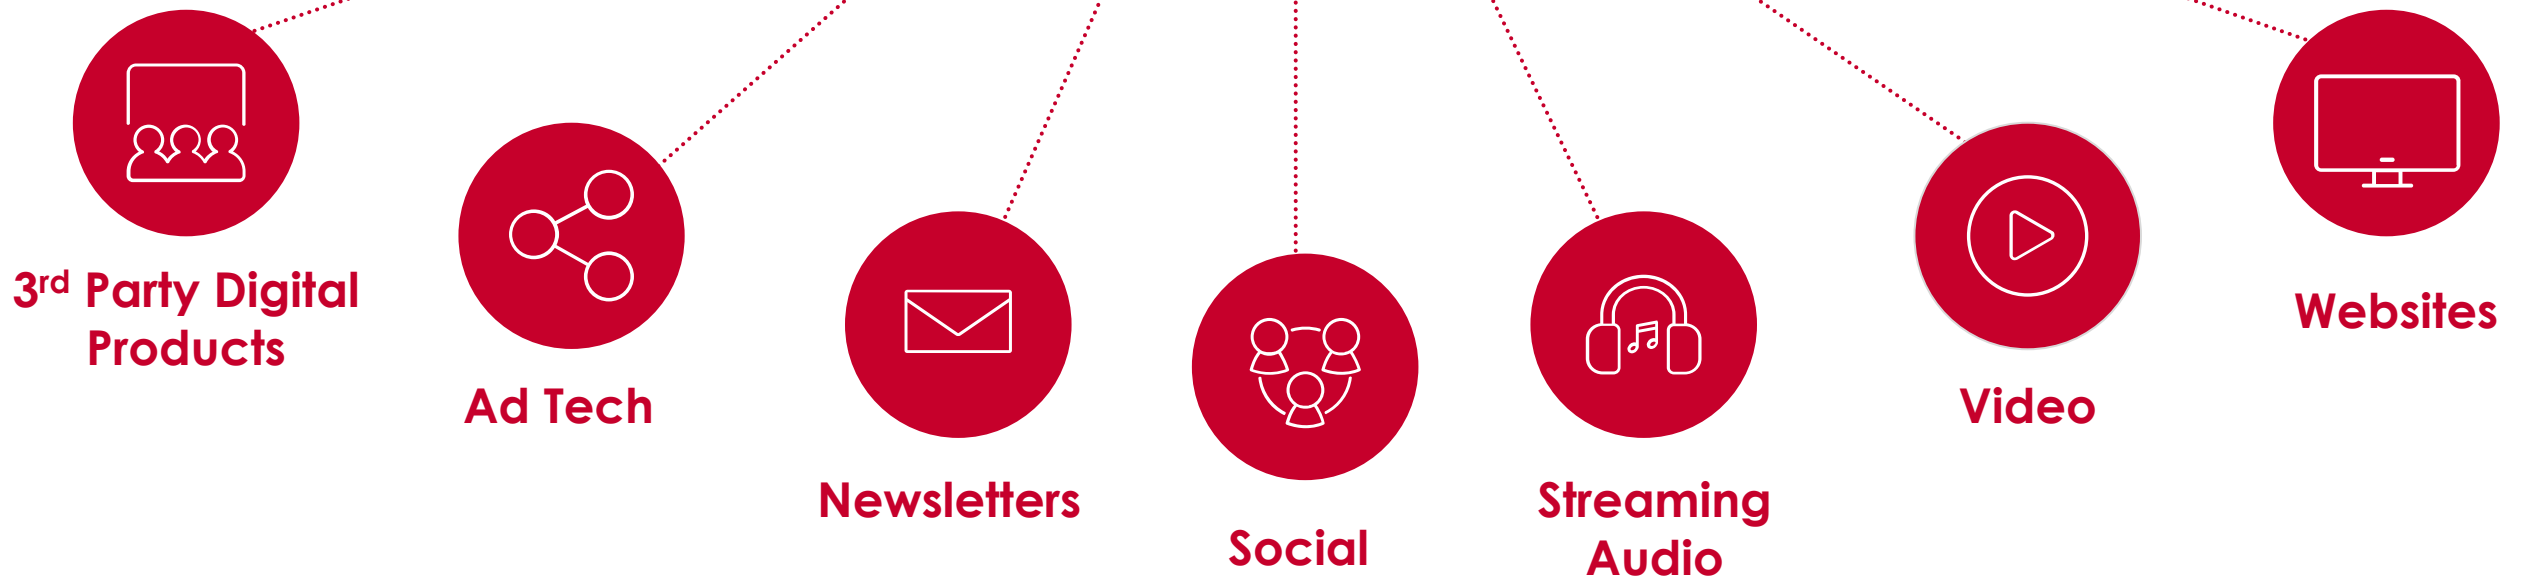 3rd Party Digital
Products
Ad Tech
Newsletters
Social
Streaming
Audio
Video
Websites